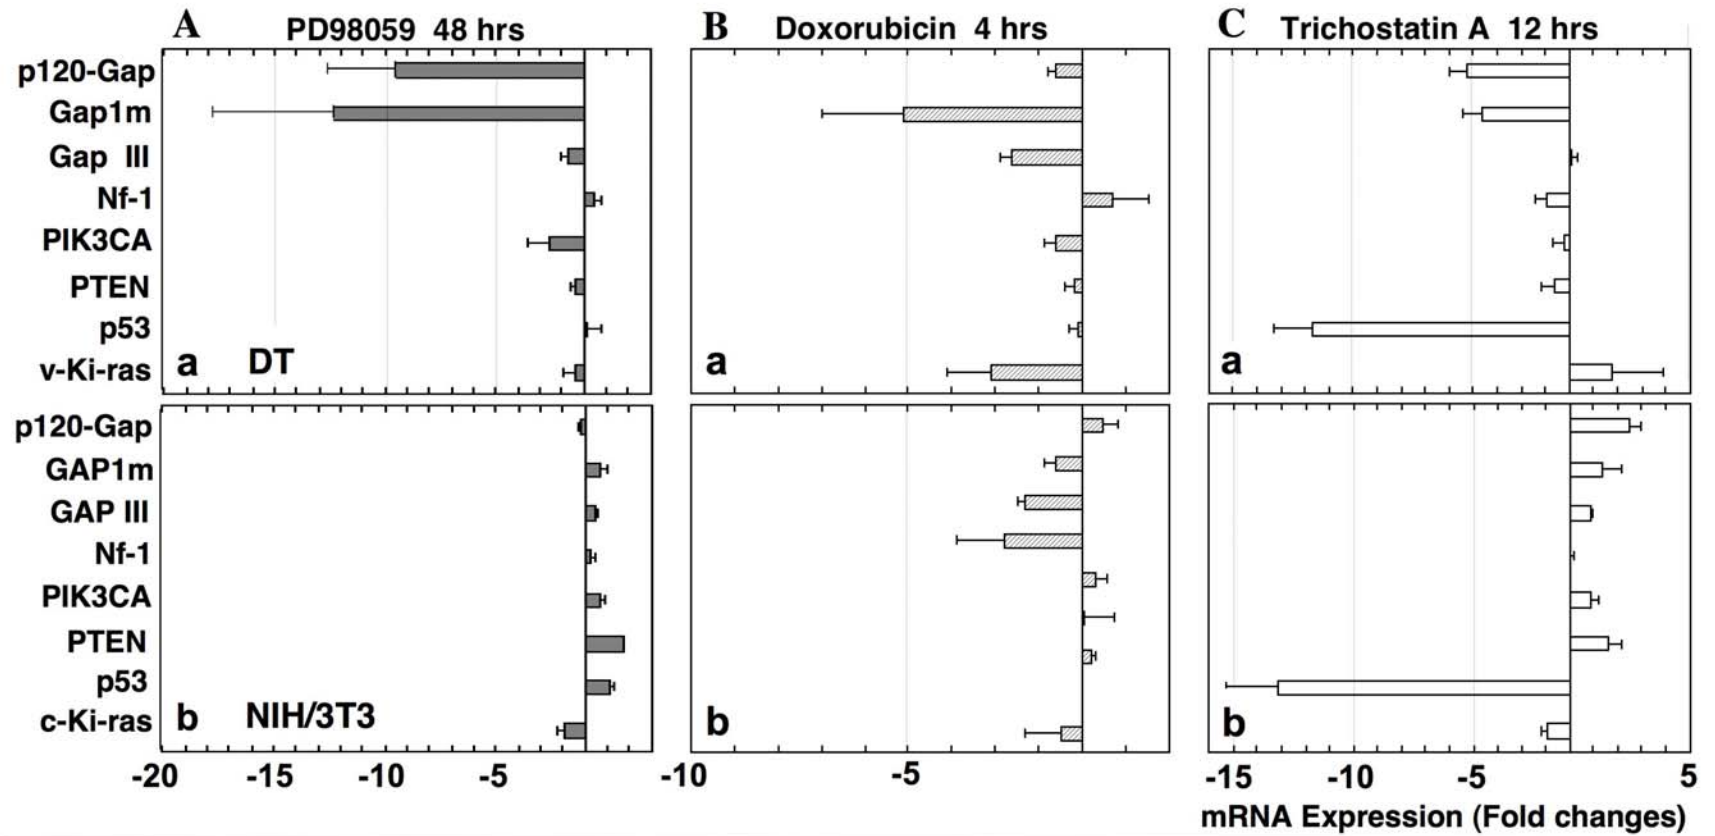 A PD98059 48 hrs
B Doxorubicin 4 hrs
C Trichostatin A 12 hrs
p120-Gap
Gap1m
Gap III
Nf-1
PIK3CA
PTEN
p53
v-Ki-ras
a DT
a
a
p120-Gap
GAP1m
GAP III
Nf-1
PIK3CA
PTEN
p53
c-Ki-ras
b NIH/3T3
b
b
-20 -15 -10 -5
-10 -5
-15 -10 -5 5
mRNA Expression (Fold changes)